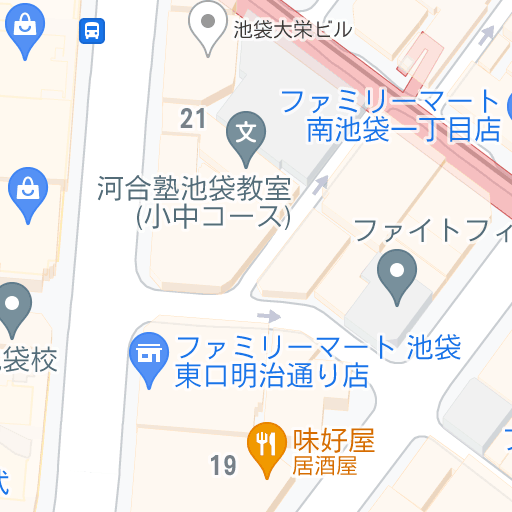 池袋大栄ビル
ファミリーマート
南池袋一丁目店
21
河合塾池袋教室
(小中コース)
ファイトフィ
袋校
ファミリーマート 池袋
東口明治通り店
味好屋
居酒屋
19